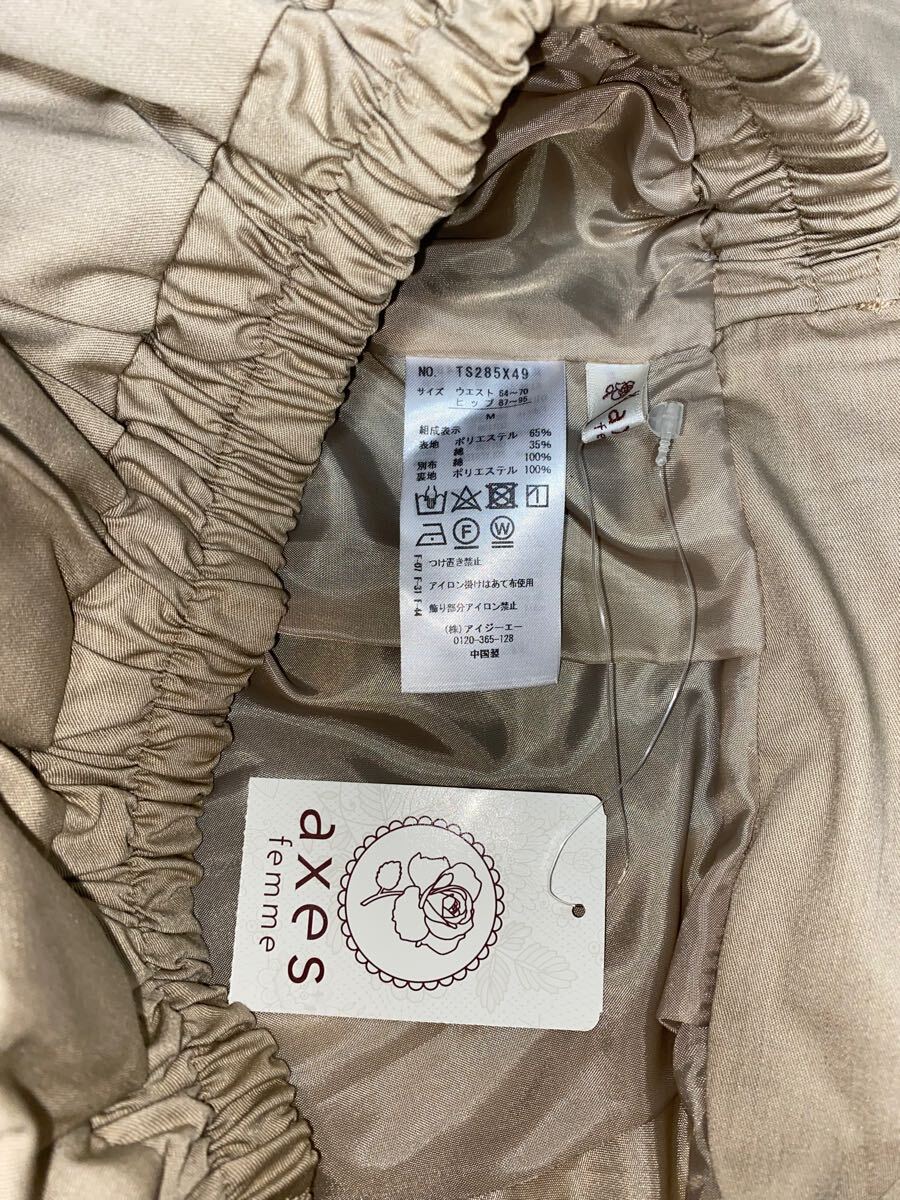 NO. TS285X49
サイズ ウエスト 64〜70
ヒップ 87〜95
M
組成表示
表地 ポリエステル 65%
綿 35%
別布 綿 100%
裏地 ポリエステル 100%
F W
つけ置き禁止
アイロン掛けはあて布使用
飾り部分アイロン禁止
F-07 F-31 F-44
(株)アイジーエー
0120-365-128
中国製
axes
femme